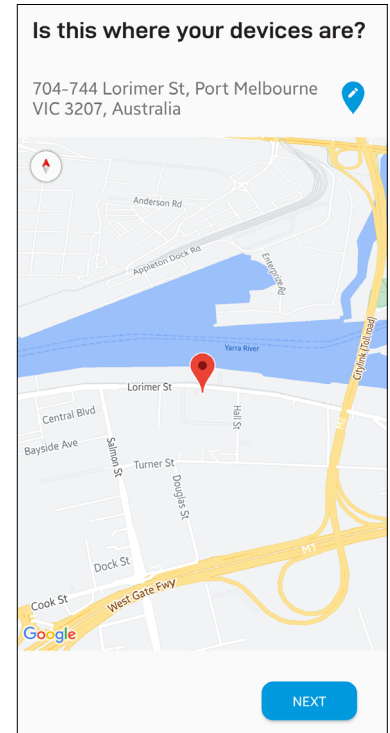 Is this where your devices are?
704-744 Lorimer St, Port Melbourne
VIC 3207, Australia
Anderson Rd
Appleton Dock Rd
Enterprize Rd
Yarra River
Citylink (Toll road)
Lorimer St
Central Blvd
Hall St
M2
Bayside Ave
Salmon St
Turner St
Douglas St
M1
Dock St
West Gate Fwy
Cook St
Google
NEXT